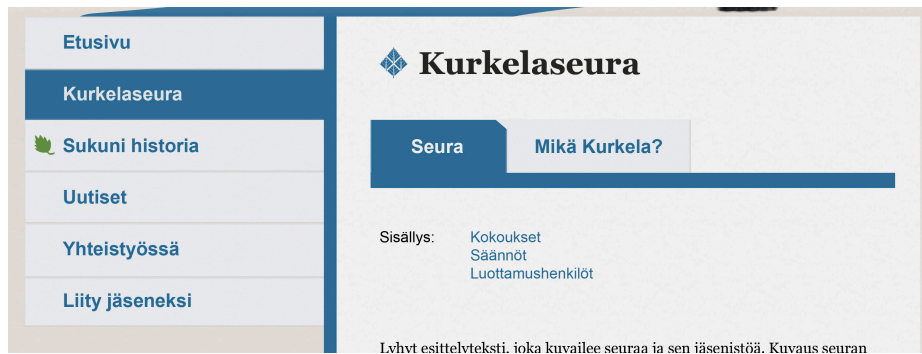 Etusivu
Kurkelaseura
Sukuni historia
Uutiset
Yhteistyössä
Liity jäseneksi
Kurkelaseura
Seura
Mikä Kurkela?
Sisällys:
Kokoukset
Säännöt
Luottamushenkilöt
Lyhyt esittelyteksti, joka kuvailee seuraa ja sen jäsenistöä. Kuvaus seuran